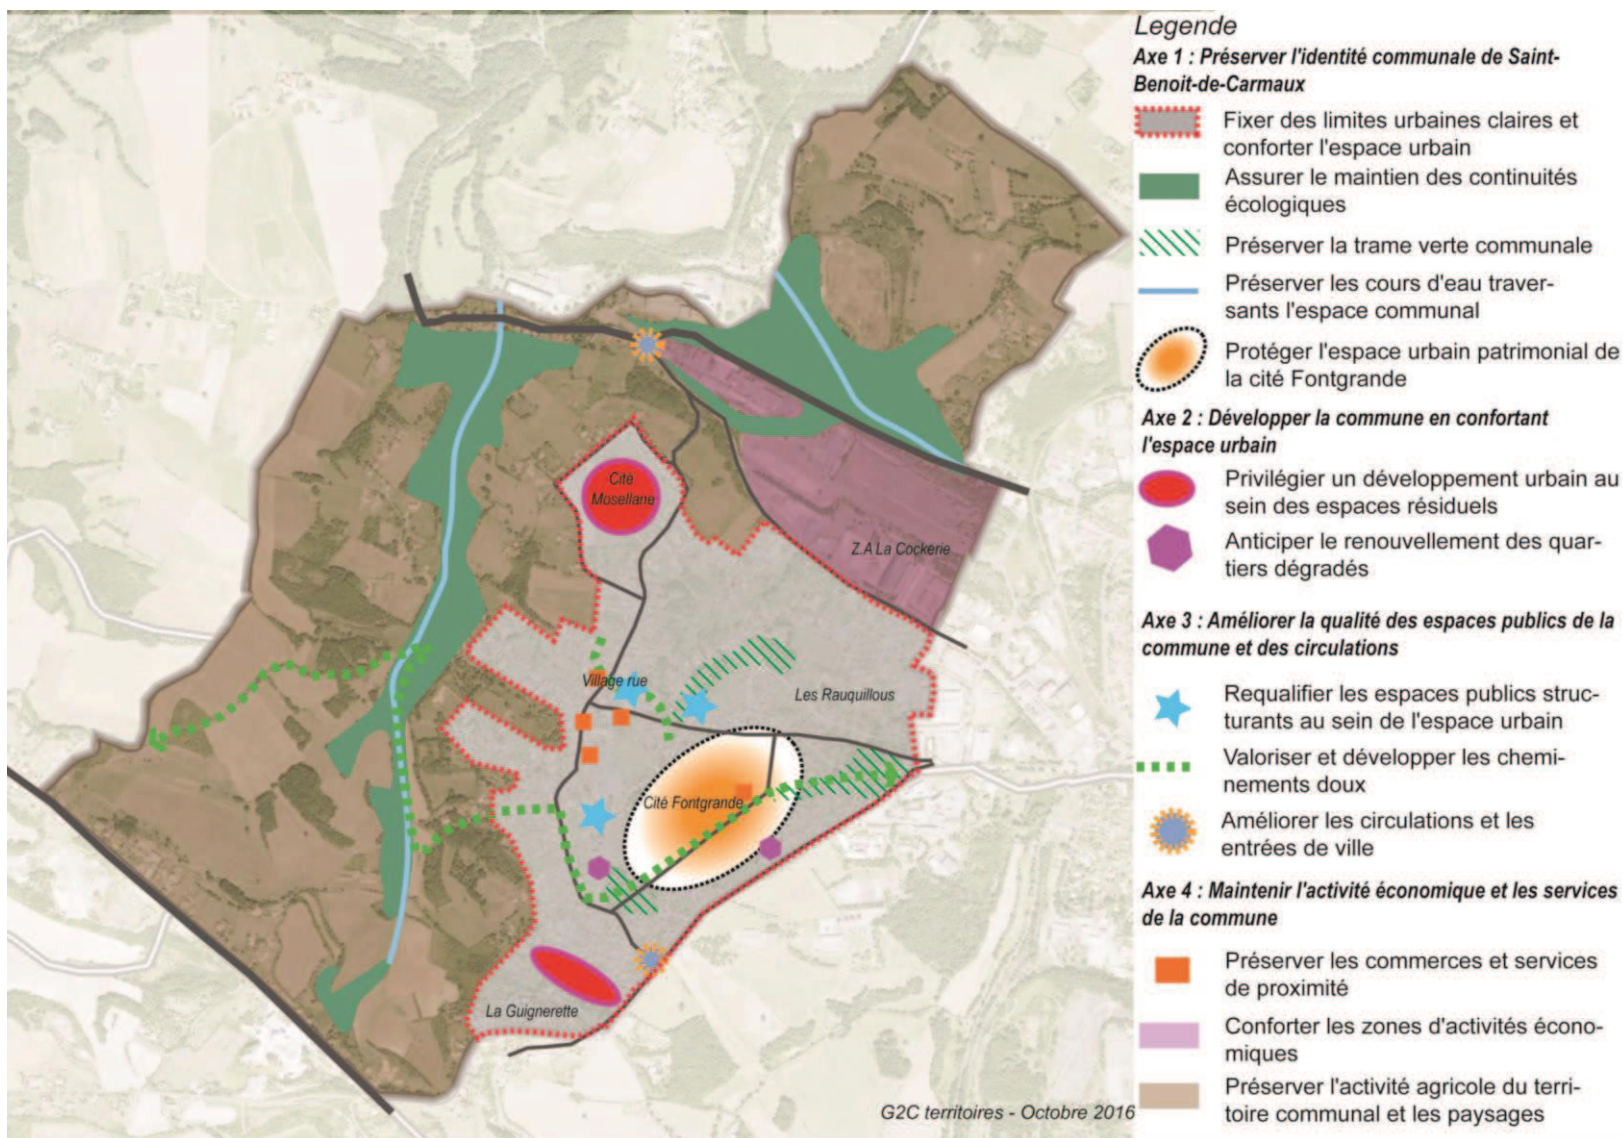 Legende
Axe 1 : Préserver l'identité communale de Saint-
Benoit-de-Carmaux
Fixer des limites urbaines claires et
conforter l'espace urbain
Assurer le maintien des continuités
écologiques
Préserver la trame verte communale
Préserver les cours d'eau traver-
sants l'espace communal
Protéger l'espace urbain patrimonial de
la cité Fontgrande
Axe 2 : Développer la commune en confortant
l'espace urbain
Privilégier un développement urbain au
sein des espaces résiduels
Anticiper le renouvellement des quar-
tiers dégradés
Axe 3 : Améliorer la qualité des espaces publics de la
commune et des circulations
Requalifier les espaces publics struc-
turants au sein de l'espace urbain
Valoriser et développer les chemi-
nements doux
Améliorer les circulations et les
entrées de ville
Axe 4 : Maintenir l'activité économique et les services
de la commune
Préserver les commerces et services
de proximité
Conforter les zones d'activités écono-
miques
Préserver l'activité agricole du terri-
toire communal et les paysages
Cité
Mosellane
Z.A La Cockerie
Village rue
Les Rauquillous
Cité Fontgrande
La Guignerette
G2C territoires - Octobre 2016